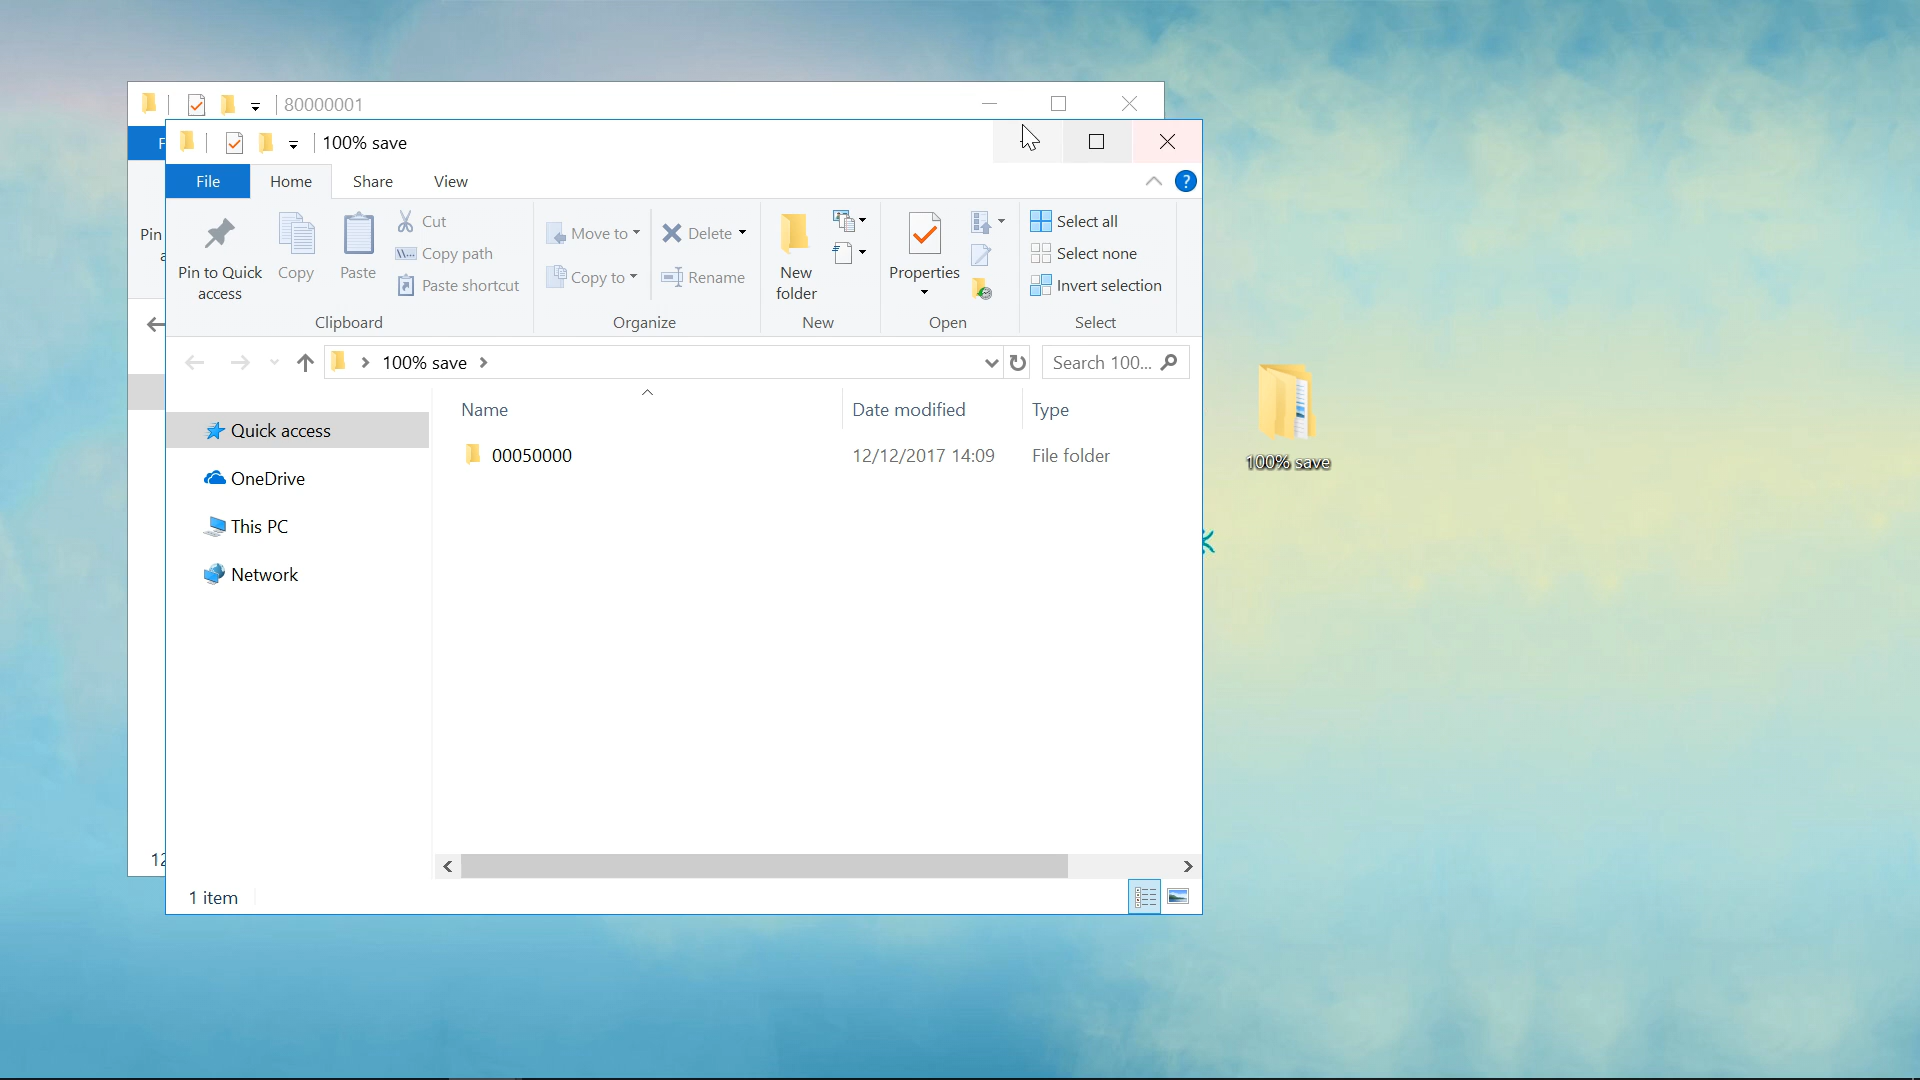 80000001
100% save
File
Home
Share
View
Pin
Pin to Quick
access
Copy
Paste
Cut
Copy path
Paste shortcut
Clipboard
Move to
Copy to
Delete
Rename
Organize
New
folder
New
Properties
Open
Select all
Select none
Invert selection
Select
100% save
Search 100...
Name
Date modified
Type
00050000
12/12/2017 14:09
File folder
Quick access
OneDrive
This PC
Network
12
1 item
100% save